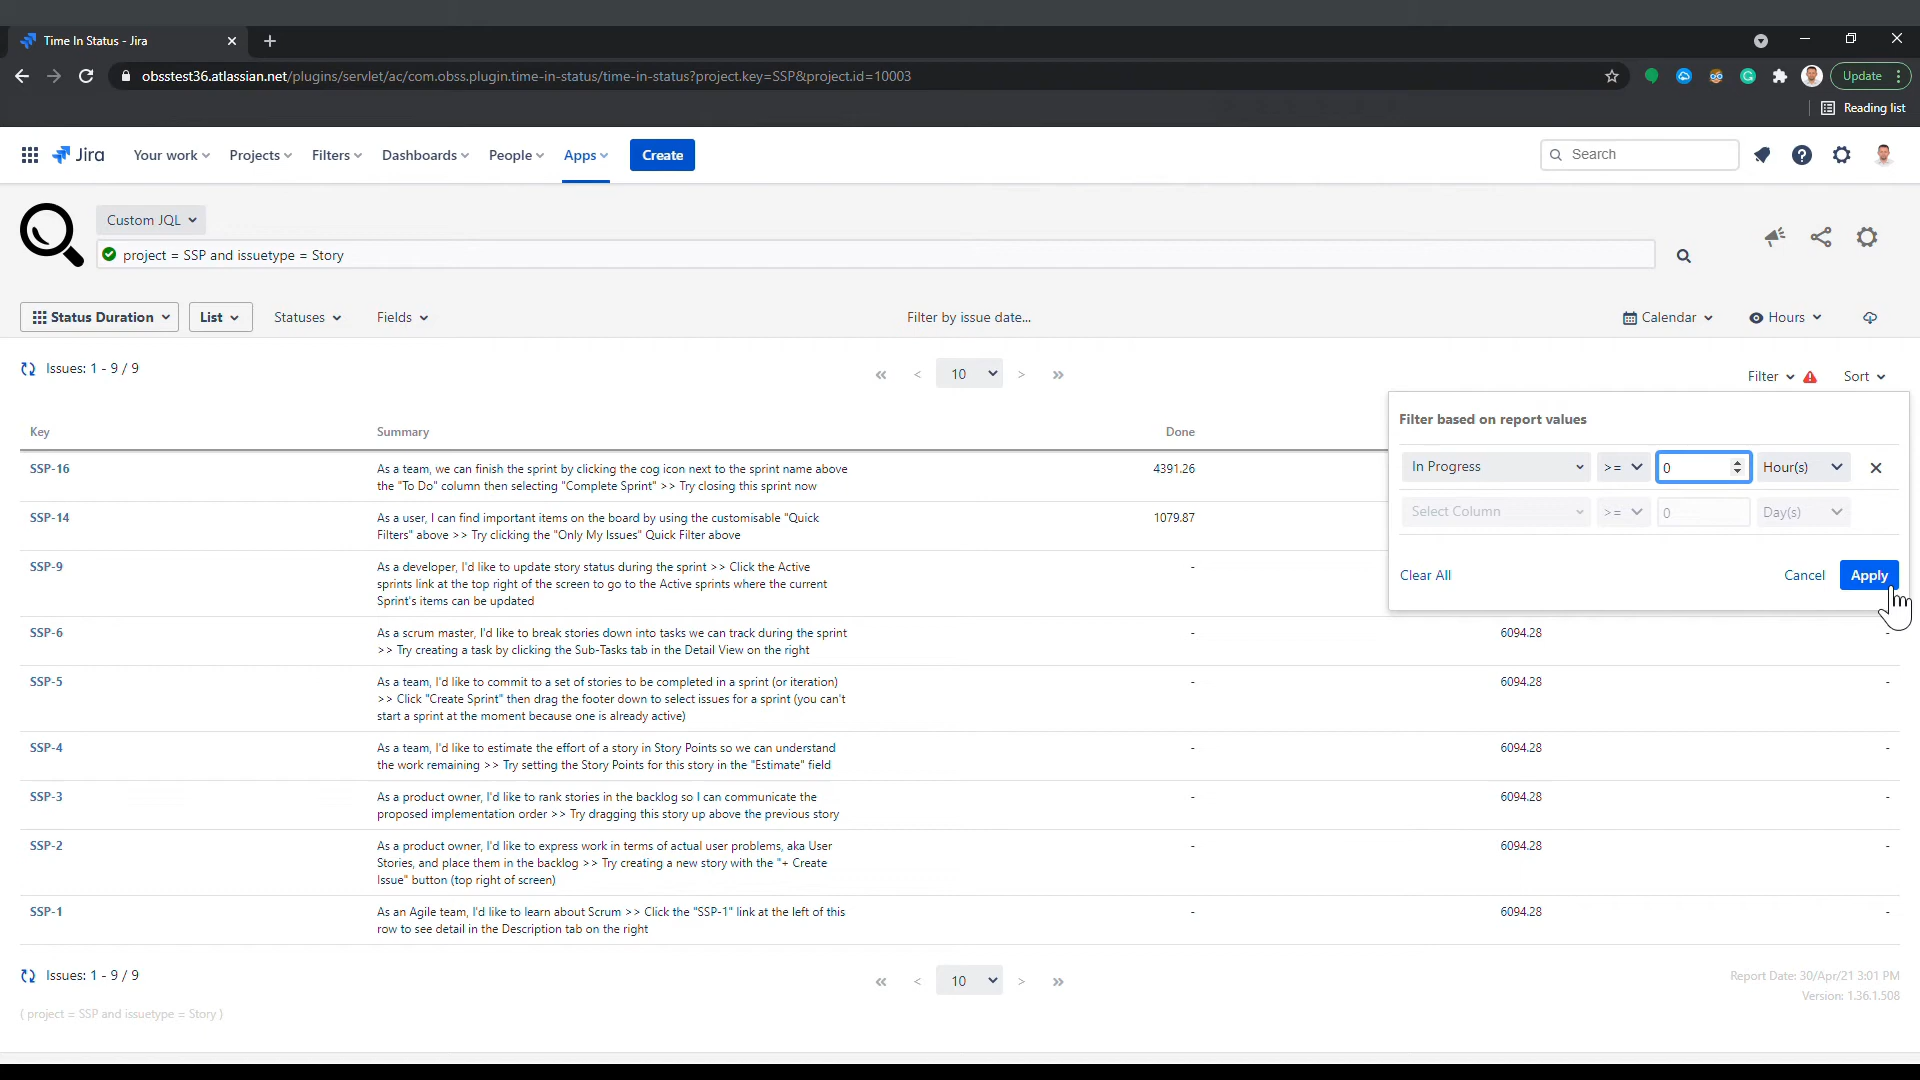 Time In Status - Jira
obsstest36.atlassian.net/plugins/servlet/ac/com.obss.plugin.time-in-status/time-in-status?project.key=SSP&project.id=10003
Update
Reading list
Jira
Your work
Projects
Filters
Dashboards
People
Apps
Create
Search
Custom JQL
project = SSP and issuetype = Story
Status Duration
List
Statuses
Fields
Filter by issue date...
Calendar
Hours
Issues: 1 - 9 / 9
« < 10 > »
Filter
Sort
Filter based on report values
In Progress >= 0 Hour(s)
Select Column >= 0 Day(s)
Clear All
Cancel
Apply
Key Summary Done
SSP-16
As a team, we can finish the sprint by clicking the cog icon next to the sprint name above
the "To Do" column then selecting "Complete Sprint" >> Try closing this sprint now
4391.26
SSP-14
As a user, I can find important items on the board by using the customisable "Quick
Filters" above >> Try clicking the "Only My Issues" Quick Filter above
1079.87
SSP-9
As a developer, I'd like to update story status during the sprint >> Click the Active
sprints link at the top right of the screen to go to the Active sprints where the current
Sprint's items can be updated
-
SSP-6
As a scrum master, I'd like to break stories down into tasks we can track during the sprint
>> Try creating a task by clicking the Sub-Tasks tab in the Detail View on the right
- 6094.28 -
SSP-5
As a team, I'd like to commit to a set of stories to be completed in a sprint (or iteration)
>> Click "Create Sprint" then drag the footer down to select issues for a sprint (you can't
start a sprint at the moment because one is already active)
- 6094.28 -
SSP-4
As a team, I'd like to estimate the effort of a story in Story Points so we can understand
the work remaining >> Try setting the Story Points for this story in the "Estimate" field
- 6094.28 -
SSP-3
As a product owner, I'd like to rank stories in the backlog so I can communicate the
proposed implementation order >> Try dragging this story up above the previous story
- 6094.28 -
SSP-2
As a product owner, I'd like to express work in terms of actual user problems, aka User
Stories, and place them in the backlog >> Try creating a new story with the "+ Create
Issue" button (top right of screen)
- 6094.28 -
SSP-1
As an Agile team, I'd like to learn about Scrum >> Click the "SSP-1" link at the left of this
row to see detail in the Description tab on the right
- 6094.28 -
Issues: 1 - 9 / 9
« < 10 > »
Report Date: 30/Apr/21 3:01 PM
Version: 1.36.1.508
( project = SSP and issuetype = Story )